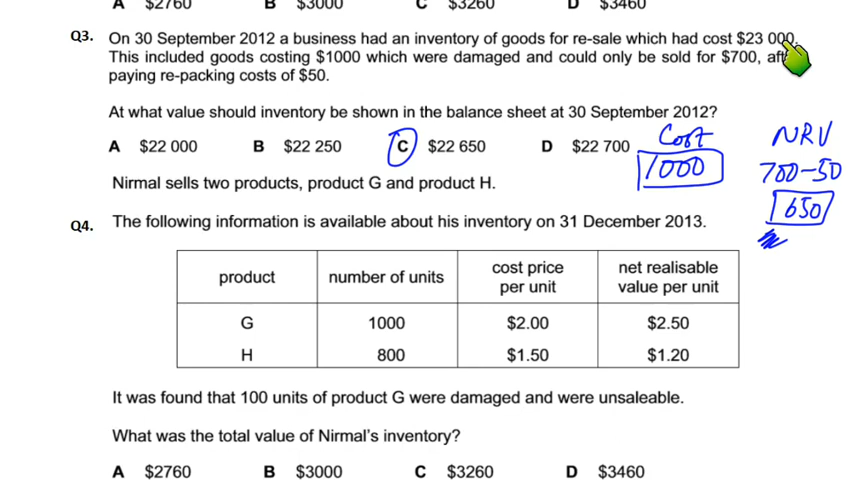 A $2760 B $3000 C $3260 D $3460
Q3. On 30 September 2012 a business had an inventory of goods for re-sale which had cost $23 000.
This included goods costing $1000 which were damaged and could only be sold for $700, aft
paying re-packing costs of $50.
At what value should inventory be shown in the balance sheet at 30 September 2012?
A $22 000 B $22 250 C $22 650 D $22 700
Cost
1000
NRV
700-50
650
Nirmal sells two products, product G and product H.
Q4. The following information is available about his inventory on 31 December 2013.
product number of units cost price per unit net realisable value per unit
G 1000 $2.00 $2.50
H 800 $1.50 $1.20
It was found that 100 units of product G were damaged and were unsaleable.
What was the total value of Nirmal's inventory?
A $2760 B $3000 C $3260 D $3460